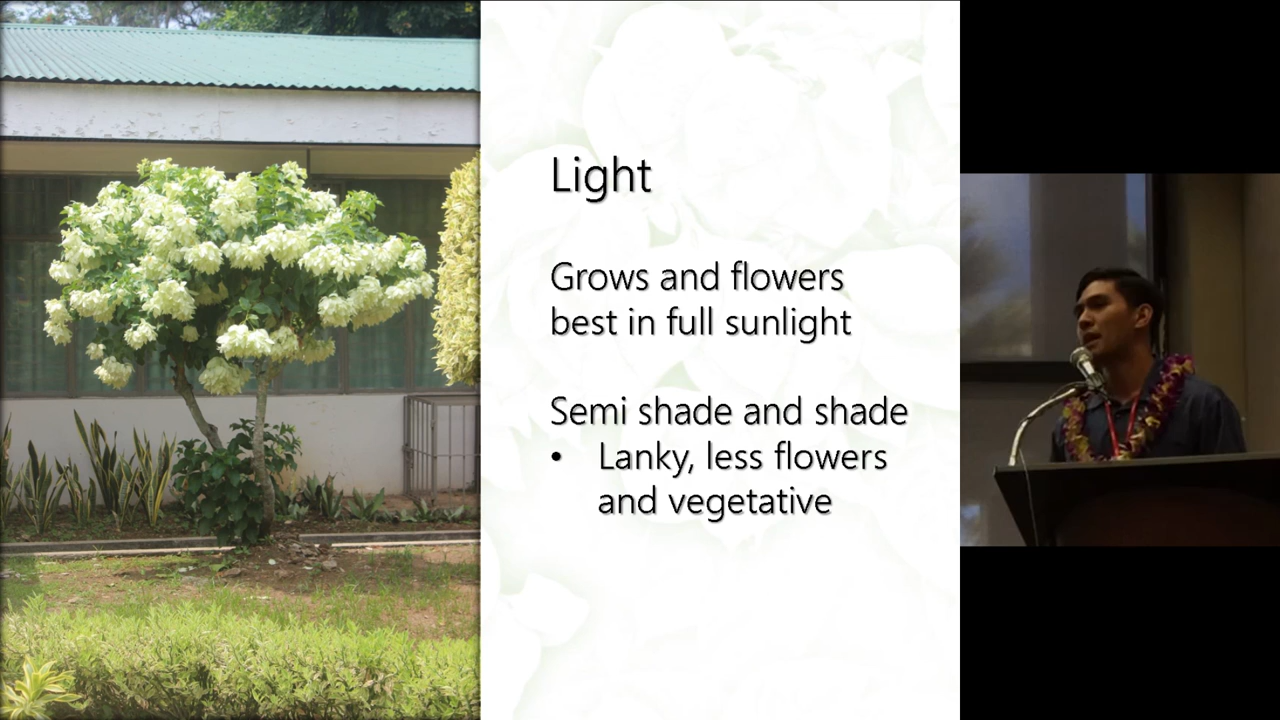 Light
Grows and flowers
best in full sunlight
Semi shade and shade
• Lanky, less flowers
and vegetative